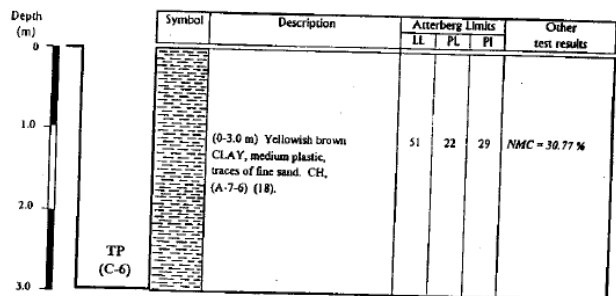 Depth
(m)
Symbol
Description
Atterberg Limits
Other
test results
LL
PL
PI
0
1.0
2.0
3.0
TP
(C-6)
(0-3.0 m) Yellowish brown
CLAY, medium plastic,
traces of fine sand. CH,
(A-7-6) (18).
51
22
29
NMC = 30.77 %